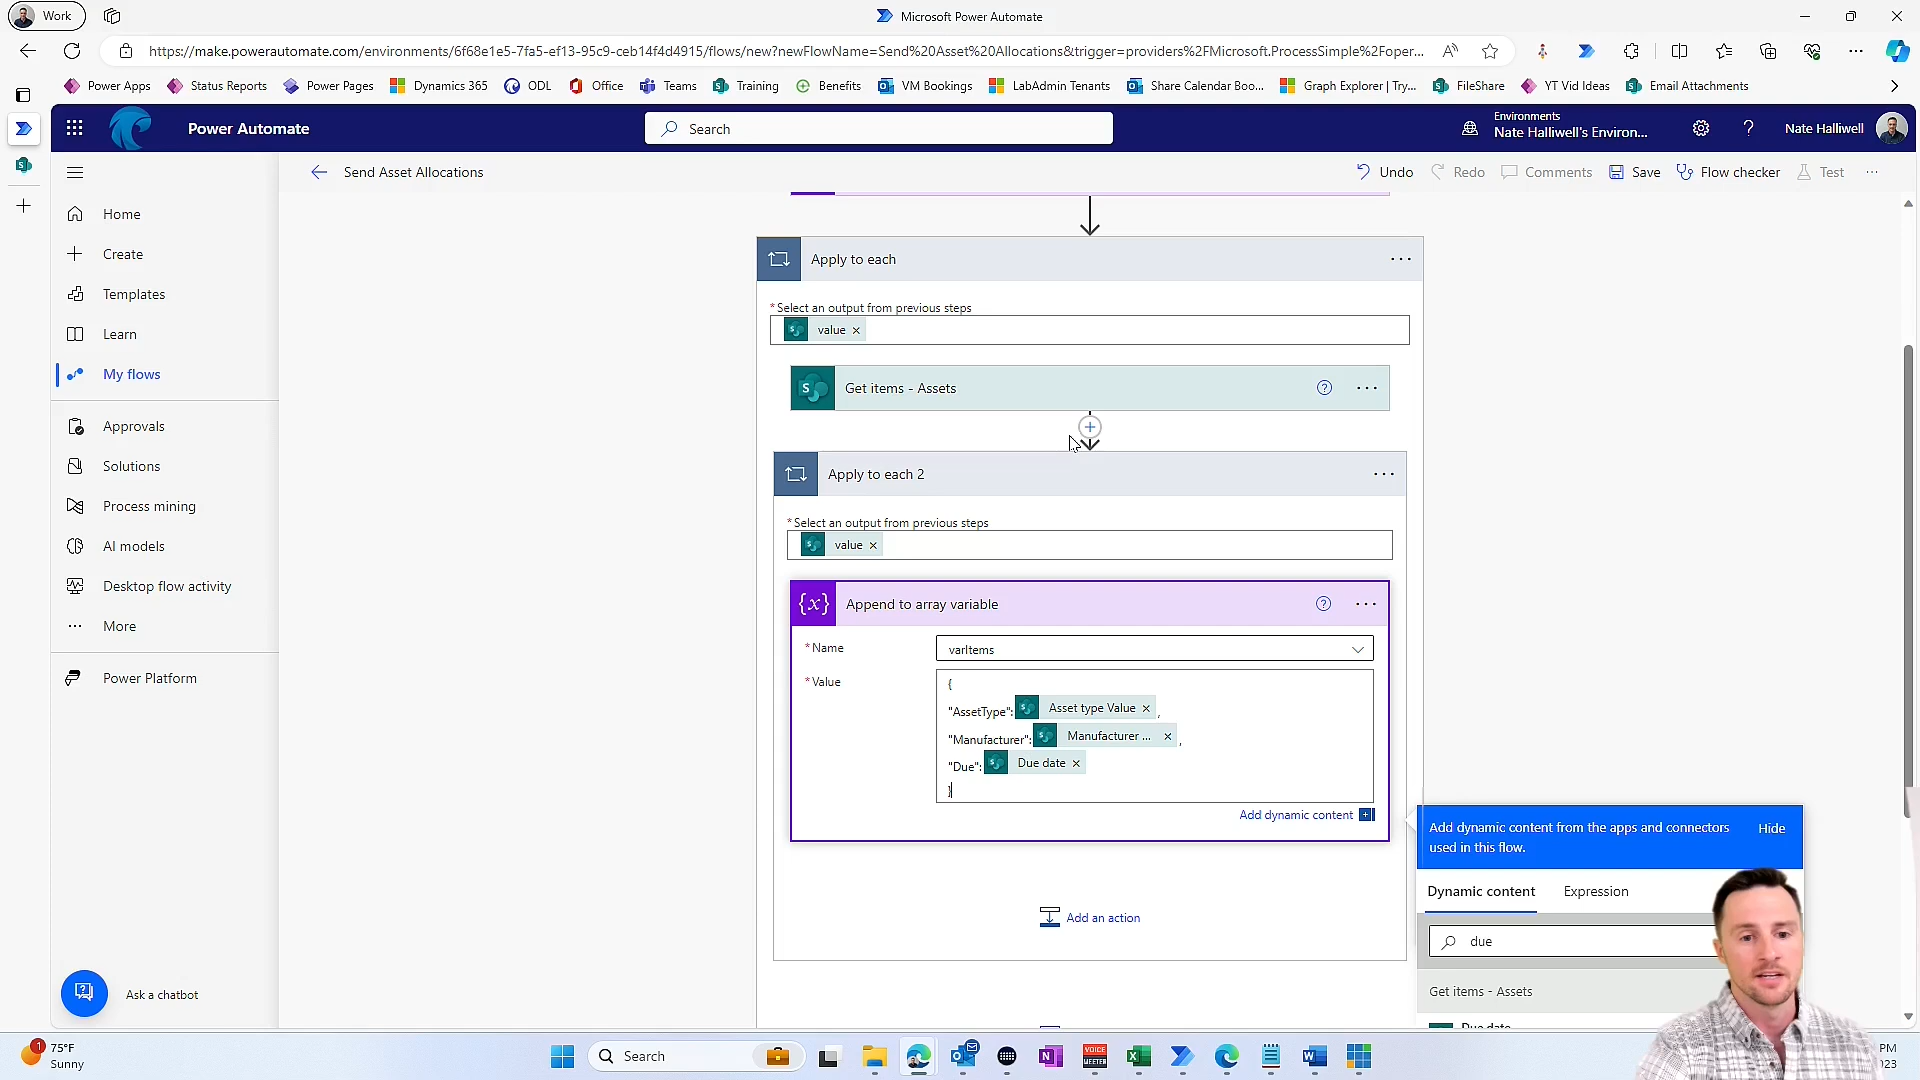 Work
Microsoft Power Automate
https://make.powerautomate.com/environments/6f68e1e5-7fa5-ef13-95c9-ceb14f4d4915/flows/new?newFlowName=Send%20Asset%20Allocations&trigger=providers%2FMicrosoft.ProcessSimple%2Foper...
Power Apps
Status Reports
Power Pages
Dynamics 365
ODL
Office
Teams
Training
Benefits
VM Bookings
LabAdmin Tenants
Share Calendar Boo...
Graph Explorer | Try...
FileShare
YT Vid Ideas
Email Attachments
Power Automate
Search
Environments
Nate Halliwell's Environ...
?
Nate Halliwell
Send Asset Allocations
Undo
Redo
Comments
Save
Flow checker
Test
Home
Create
Templates
Learn
My flows
Approvals
Solutions
Process mining
AI models
Desktop flow activity
More
Power Platform
Ask a chatbot
Apply to each
* Select an output from previous steps
value ×
Get items - Assets
Apply to each 2
* Select an output from previous steps
value ×
{x} Append to array variable
* Name
varItems
* Value
{
"AssetType": Asset type Value × ,
"Manufacturer": Manufacturer ... × ,
"Due": Due date ×
}
Add dynamic content
Add an action
Add dynamic content from the apps and connectors
used in this flow.
Hide
Dynamic content
Expression
due
Get items - Assets
Due date
1
75°F
Sunny
Search
VOICE
MEETER
PM